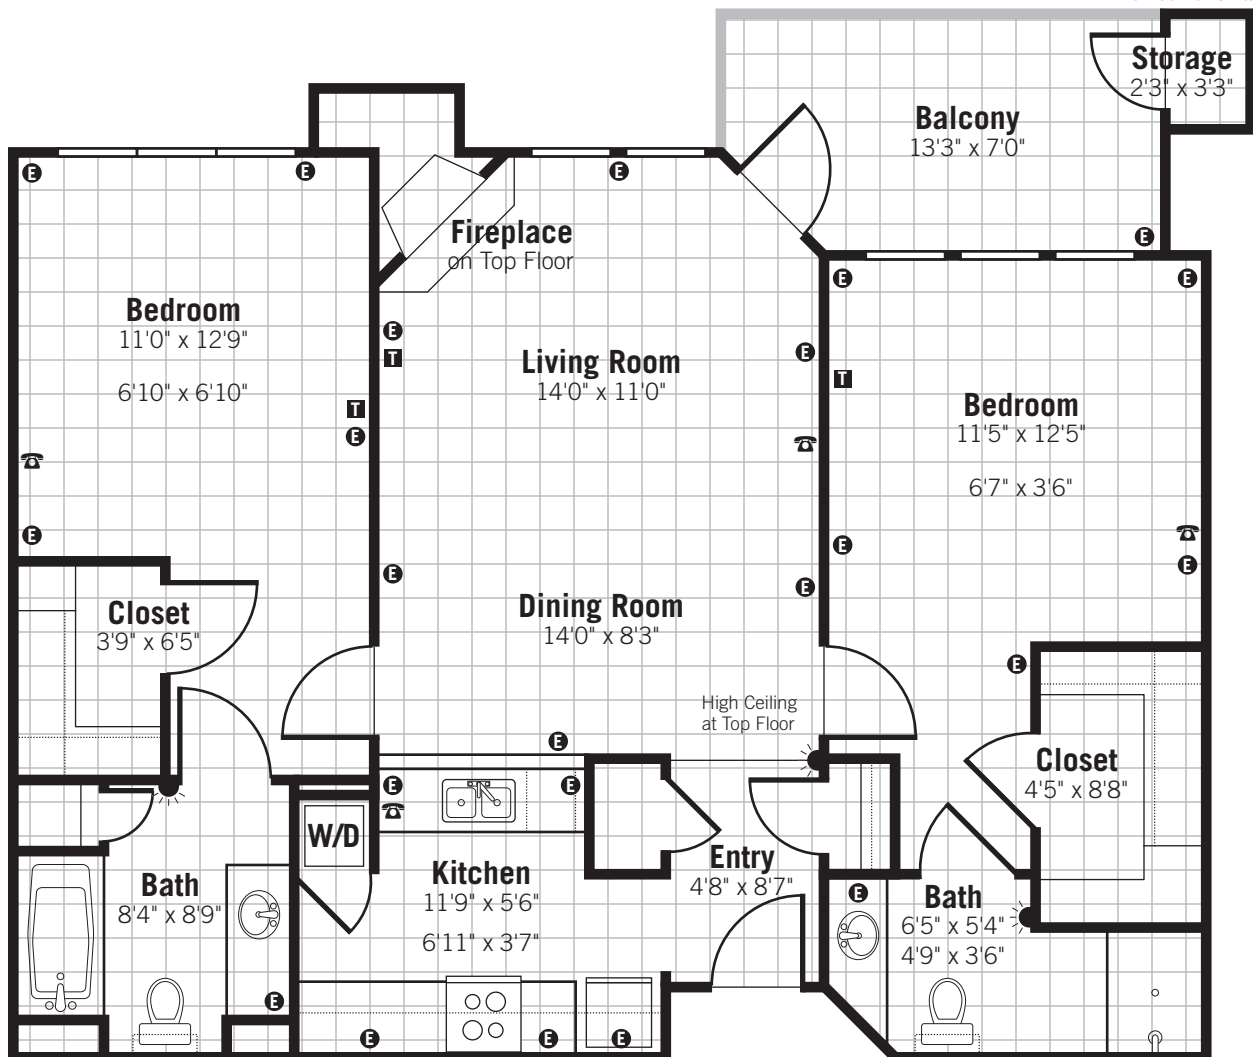 Storage
2'3" x 3'3"
Balcony
13'3" x 7'0"
E
E
E
E
Fireplace
on Top Floor
E
E
Bedroom
11'0" x 12'9"
6'10" x 6'10"
E
T
E
Living Room
14'0" x 11'0"
T
T
E
Bedroom
11'5" x 12'5"
6'7" x 3'6"
E
E
E
E
E
Closet
3'9" x 6'5"
Dining Room
14'0" x 8'3"
E
E
High Ceiling
at Top Floor
E
E
E
Closet
4'5" x 8'8"
W/D
Kitchen
11'9" x 5'6"
6'11" x 3'7"
Entry
4'8" x 8'7"
Bath
8'4" x 8'9"
E
Bath
6'5" x 5'4"
4'9" x 3'6"
E
E
E
E